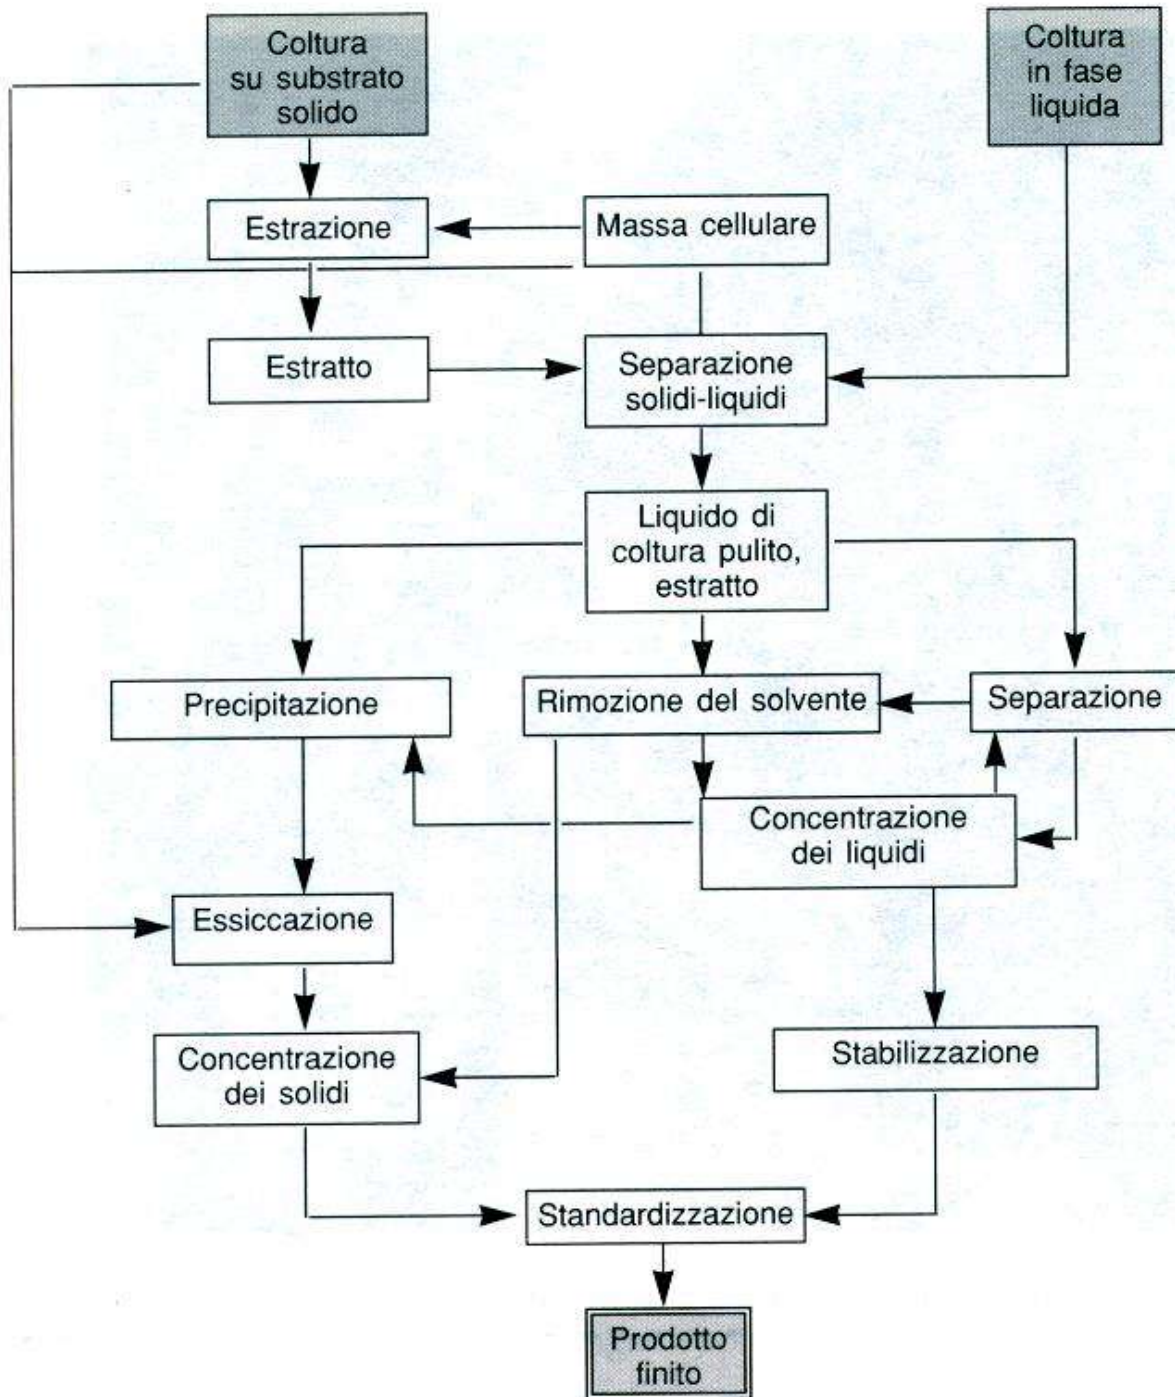 Coltura
su substrato
solido
Coltura
in fase
liquida
Estrazione
Massa cellulare
Estratto
Separazione
solidi-liquidi
Liquido di
coltura pulito,
estratto
Precipitazione
Rimozione del solvente
Separazione
Concentrazione
dei liquidi
Essiccazione
Concentrazione
dei solidi
Stabilizzazione
Standardizzazione
Prodotto
finito